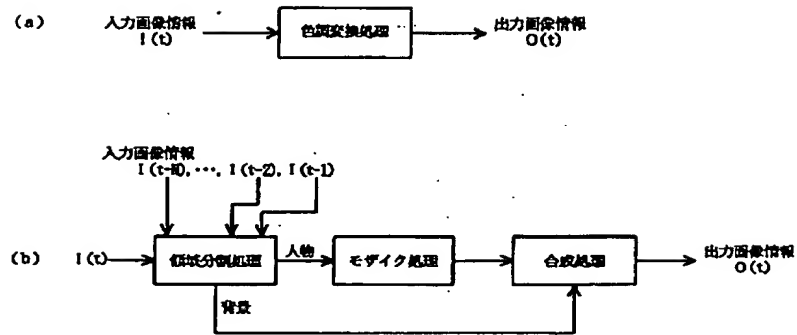 (a)
入力画像情報
I(t)
色調変換処理
出力画像情報
O(t)
入力画像情報
I(t-N),･･･, I(t-2), I(t-1)
(b)
I(t)
領域分割処理
人物
モザイク処理
合成処理
出力画像情報
O(t)
背景